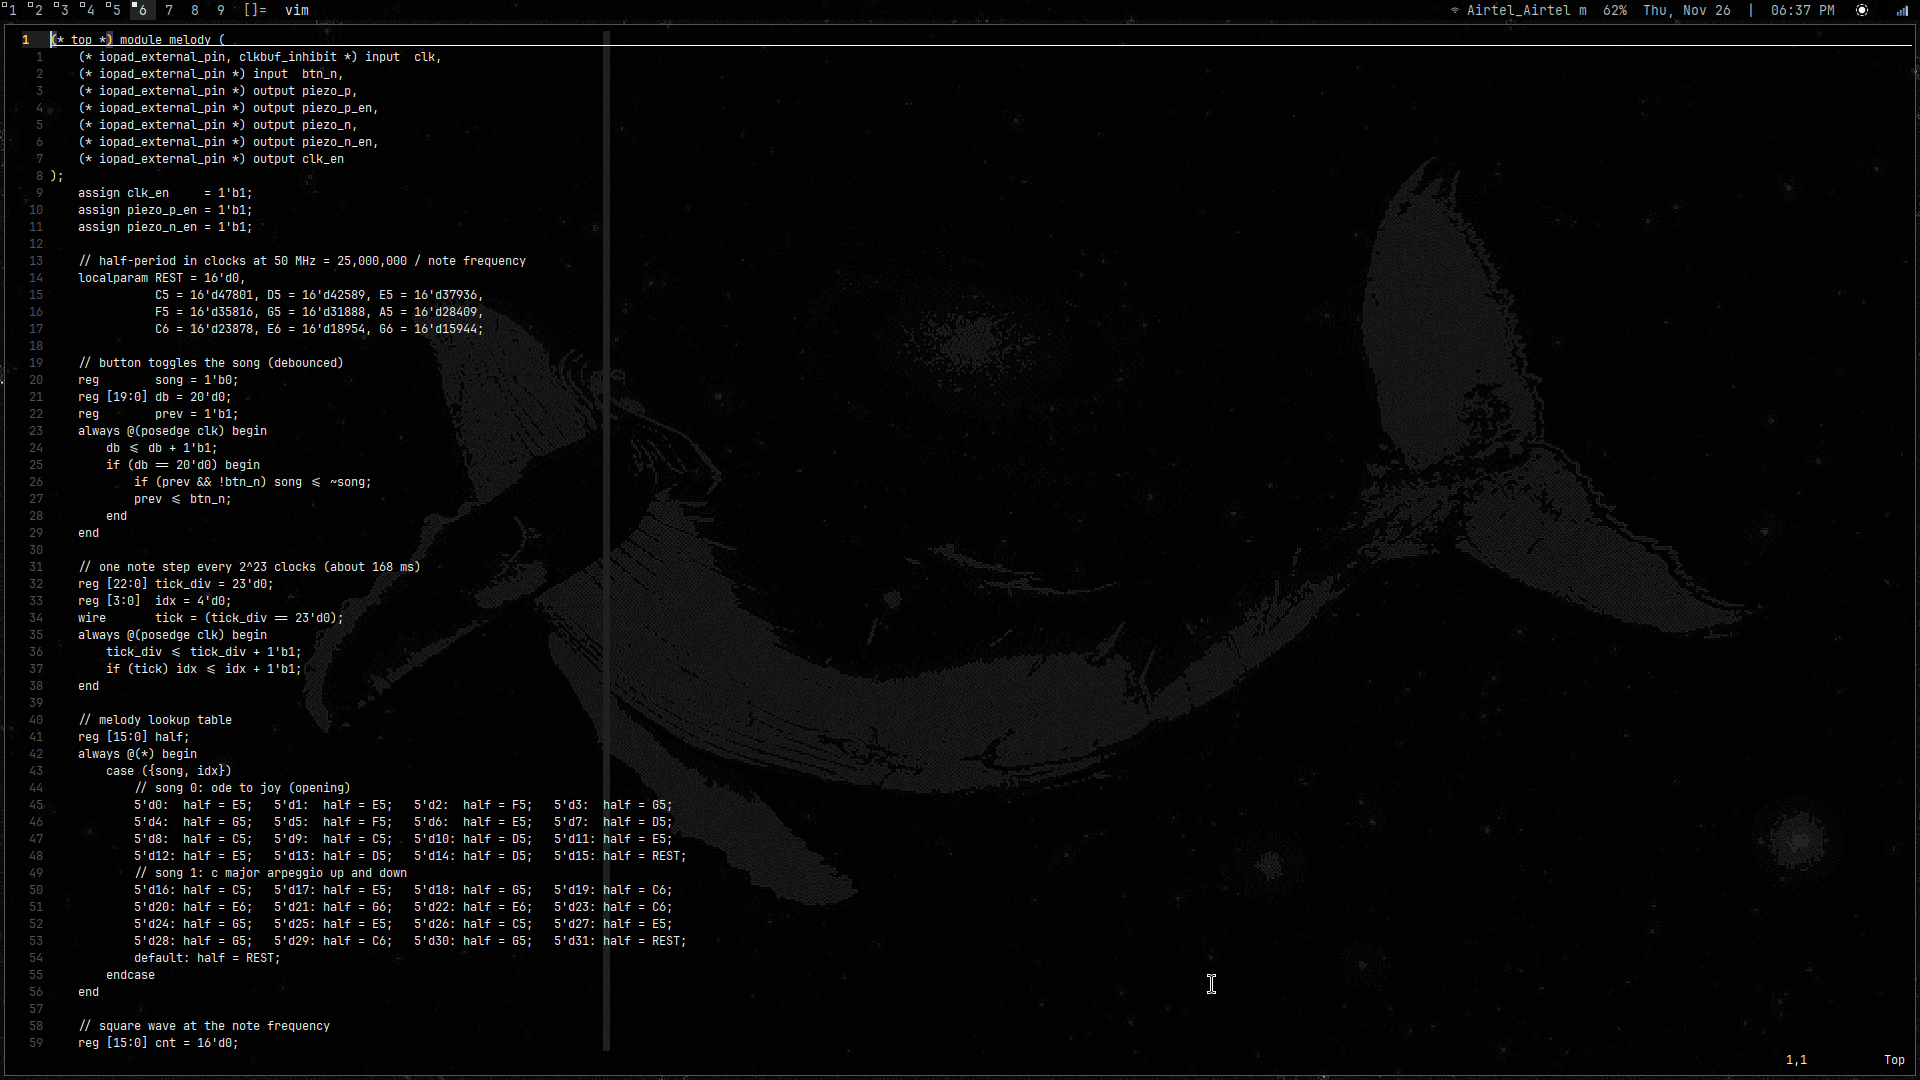 1 2 3 4 5 6 7 8 9 []= vim Airtel_Airtel m 62% Thu, Nov 26 | 06:37 PM
1 (* top *) module melody (
1 (* iopad_external_pin, clkbuf_inhibit *) input  clk,
2 (* iopad_external_pin *) input  btn_n,
3 (* iopad_external_pin *) output piezo_p,
4 (* iopad_external_pin *) output piezo_p_en,
5 (* iopad_external_pin *) output piezo_n,
6 (* iopad_external_pin *) output piezo_n_en,
7 (* iopad_external_pin *) output clk_en
8 );
9 assign clk_en     = 1'b1;
10 assign piezo_p_en = 1'b1;
11 assign piezo_n_en = 1'b1;
12
13 // half-period in clocks at 50 MHz = 25,000,000 / note frequency
14 localparam REST = 16'd0,
15 C5 = 16'd47801, D5 = 16'd42589, E5 = 16'd37936,
16 F5 = 16'd35816, G5 = 16'd31888, A5 = 16'd28409,
17 C6 = 16'd23878, E6 = 16'd18954, G6 = 16'd15944;
18
19 // button toggles the song (debounced)
20 reg        song = 1'b0;
21 reg [19:0] db = 20'd0;
22 reg        prev = 1'b1;
23 always @(posedge clk) begin
24 db <= db + 1'b1;
25 if (db == 20'd0) begin
26 if (prev && !btn_n) song <= ~song;
27 prev <= btn_n;
28 end
29 end
30
31 // one note step every 2^23 clocks (about 168 ms)
32 reg [22:0] tick_div = 23'd0;
33 reg [3:0]  idx = 4'd0;
34 wire       tick = (tick_div == 23'd0);
35 always @(posedge clk) begin
36 tick_div <= tick_div + 1'b1;
37 if (tick) idx <= idx + 1'b1;
38 end
39
40 // melody lookup table
41 reg [15:0] half;
42 always @(*) begin
43 case ({song, idx})
44 // song 0: ode to joy (opening)
45 5'd0:  half = E5;   5'd1:  half = E5;   5'd2:  half = F5;   5'd3:  half = G5;
46 5'd4:  half = G5;   5'd5:  half = F5;   5'd6:  half = E5;   5'd7:  half = D5;
47 5'd8:  half = C5;   5'd9:  half = C5;   5'd10: half = D5;   5'd11: half = E5;
48 5'd12: half = E5;   5'd13: half = D5;   5'd14: half = D5;   5'd15: half = REST;
49 // song 1: c major arpeggio up and down
50 5'd16: half = C5;   5'd17: half = E5;   5'd18: half = G5;   5'd19: half = C6;
51 5'd20: half = E6;   5'd21: half = G6;   5'd22: half = E6;   5'd23: half = C6;
52 5'd24: half = G5;   5'd25: half = E5;   5'd26: half = C5;   5'd27: half = E5;
53 5'd28: half = G5;   5'd29: half = C6;   5'd30: half = G5;   5'd31: half = REST;
54 default: half = REST;
55 endcase
56 end
57
58 // square wave at the note frequency
59 reg [15:0] cnt = 16'd0;
1,1 Top